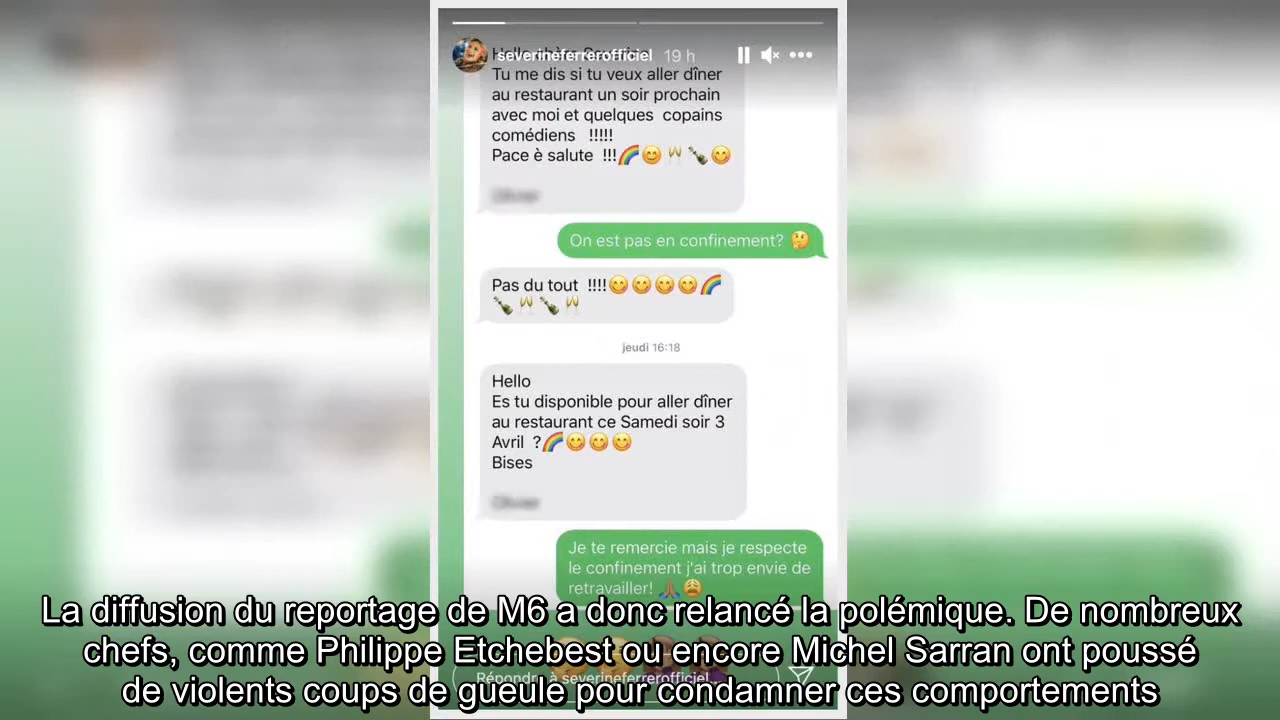 severineferrerofficiel 19 h
Tu me dis si tu veux aller dîner
au restaurant un soir prochain
avec moi et quelques copains
comédiens !!!!!
Pace è salute !!!🌈😊🥂🍾😋
On est pas en confinement? 🤔
Pas du tout !!!!😋😋😋😋🌈
🍾🥂🍾🥂
jeudi 16:18
Hello
Es tu disponible pour aller dîner
au restaurant ce Samedi soir 3
Avril ?🌈😋😋😋
Bises
Je te remercie mais je respecte
le confinement j'ai trop envie de
retravailler! 🙏🏽😩
La diffusion du reportage de M6 a donc relancé la polémique. De nombreux
chefs, comme Philippe Etchebest ou encore Michel Sarran ont poussé
Répondre à severineferrerofficiel...
de violents coups de gueule pour condamner ces comportements